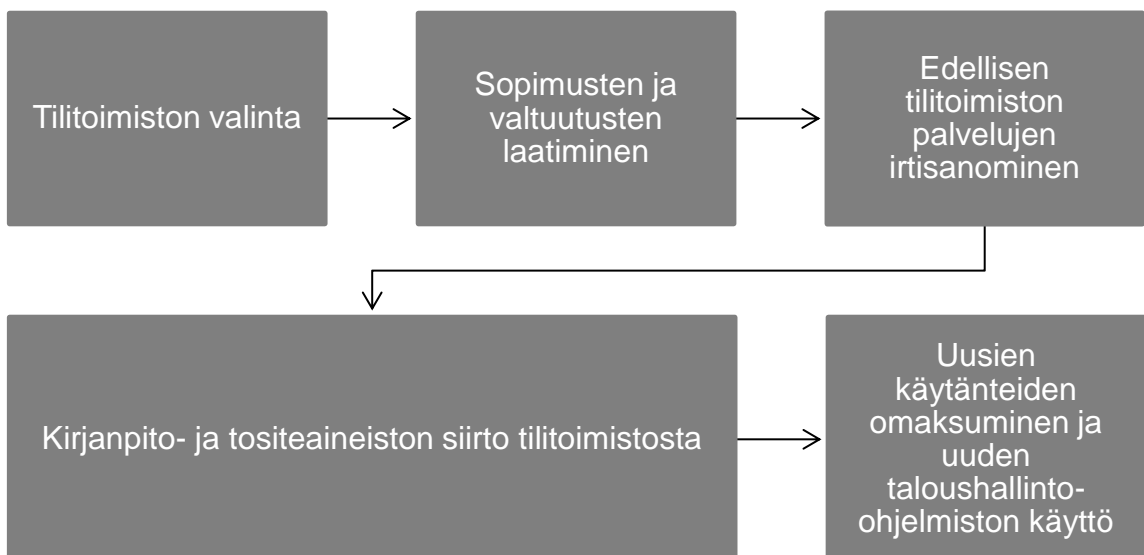 Tilitoimiston valinta
Sopimusten ja
valtuutusten
laatiminen
Edellisen
tilitoimiston
palvelujen
irtisanominen
Kirjanpito- ja tositeaineiston siirto tilitoimistosta
Uusien
käytänteiden
omaksuminen ja
uuden
taloushallinto-
ohjelmiston käyttö